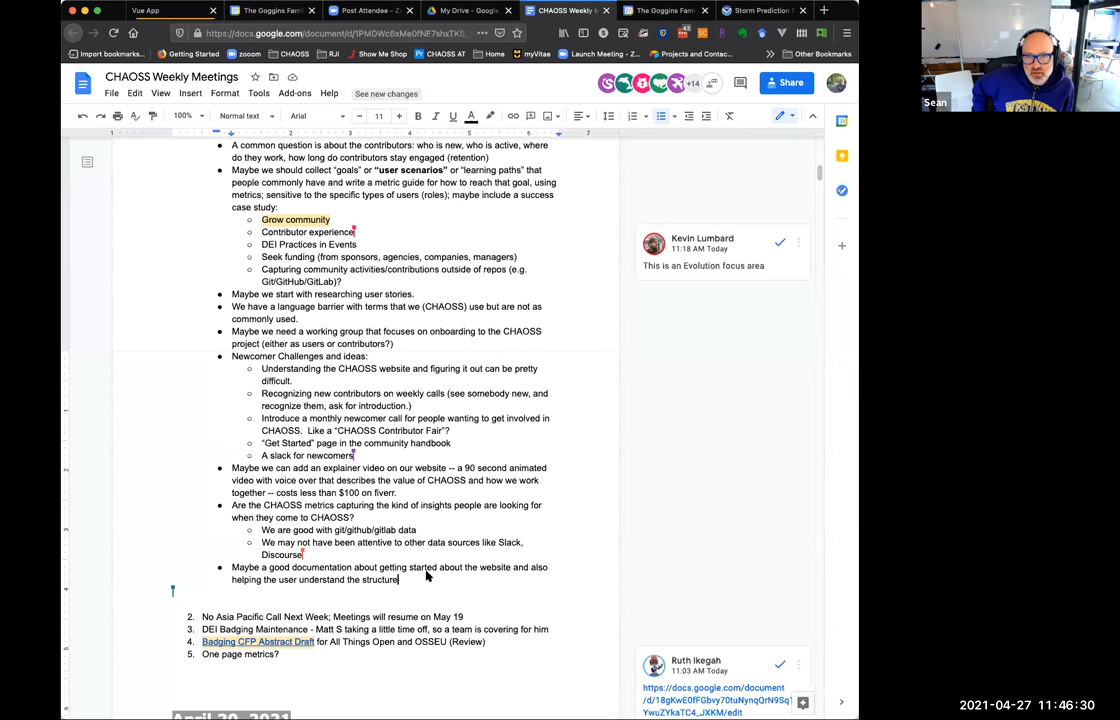 Vue App
The Goggins Fami
Post Attendee - Zo
My Drive - Google
CHAOSS Weekly M
The Goggins Fami
Storm Prediction C
https://docs.google.com/document/d/1PMDWc6xMe0fNE7shxTK5
45
Import bookmarks...
Getting Started
zooom
CHAOSS
RJI
Show Me Shop
CHAOSS AT
Home
myVitae
Launch Meeting - Z...
Projects and Contac...
Other Bookmarks
CHAOSS Weekly Meetings
File Edit View Insert Format Tools Add-ons Help
See new changes
+14
Share
100%
Normal text
Arial
11
Sean
A common question is about the contributors: who is new, who is active, where
do they work, how long do contributors stay engaged (retention)
Maybe we should collect “goals” or “user scenarios” or “learning paths” that
people commonly have and write a metric guide for how to reach that goal, using
metrics; sensitive to the specific types of users (roles); maybe include a success
case study:
Grow community
Contributor experience
DEI Practices in Events
Seek funding (from sponsors, agencies, companies, managers)
Capturing community activities/contributions outside of repos (e.g.
Git/GitHub/GitLab)?
Maybe we start with researching user stories.
We have a language barrier with terms that we (CHAOSS) use but are not as
commonly used.
Maybe we need a working group that focuses on onboarding to the CHAOSS
project (either as users or contributors?)
Newcomer Challenges and ideas:
Understanding the CHAOSS website and figuring it out can be pretty
difficult.
Recognizing new contributors on weekly calls (see somebody new, and
recognize them, ask for introduction.)
Introduce a monthly newcomer call for people wanting to get involved in
CHAOSS. Like a “CHAOSS Contributor Fair”?
“Get Started” page in the community handbook
A slack for newcomers
Maybe we can add an explainer video on our website -- a 90 second animated
video with voice over that describes the value of CHAOSS and how we work
together -- costs less than $100 on fiverr.
Are the CHAOSS metrics capturing the kind of insights people are looking for
when they come to CHAOSS?
We are good with git/github/gitlab data
We may not have been attentive to other data sources like Slack,
Discourse
Maybe a good documentation about getting started about the website and also
helping the user understand the structure
2. No Asia Pacific Call Next Week; Meetings will resume on May 19
3. DEI Badging Maintenance - Matt S taking a little time off, so a team is covering for him
4. Badging CFP Abstract Draft for All Things Open and OSSEU (Review)
5. One page metrics?
April 20, 2021
Kevin Lumbard
11:18 AM Today
This is an Evolution focus area
Ruth Ikegah
11:03 AM Today
https://docs.google.com/document
2021-04-27 11:46:30